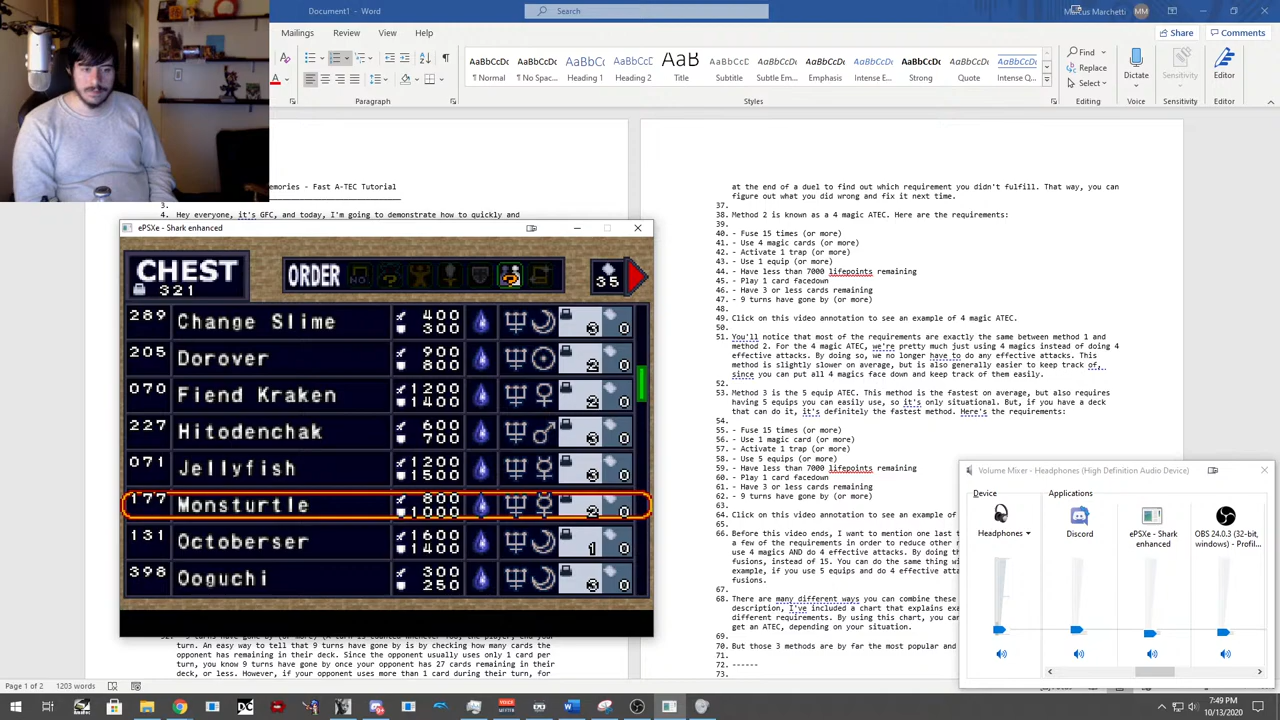 Document1 - Word
Search
Marcus Marchetti
MM
Mailings
Review
View
Help
Share
Comments
AaBbCcDc
AaBbCcDc
AaBbCc
AaBbCcC
AaB
AaBbCcC
AaBbCcDt
AaBbCcDt
AaBbCcDt
AaBbCcDc
AaBbCcDc
AaBbCcDt
¶ Normal
¶ No Spac...
Heading 1
Heading 2
Title
Subtitle
Subtle Em...
Emphasis
Intense E...
Strong
Quote
Intense Q...
Find
Replace
Select
Dictate
Sensitivity
Editor
Paragraph
Styles
Editing
Voice
Sensitivity
Editor
emories - Fast A-TEC Tutorial
3.
4. Hey everyone, it's GFC, and today, I'm going to demonstrate how to quickly and
ePSXe - Shark enhanced
CHEST
321
ORDER
NO.
35
289 Change Slime 400 300 3 0
205 Dorover 900 800 2 0
070 Fiend Kraken 1200 1400 2 0
227 Hitodenchak 600 700 3 0
071 Jellyfish 1200 1500 3 0
177 Monsturtle 800 1000 2 0
131 Octoberser 1600 1400 1 0
398 Ooguchi 300 250 3 0
turn. An easy way to tell that 9 turns have gone by is by checking how many cards the
opponent has remaining in their deck. Since the opponent usually uses only 1 card per
turn, you know 9 turns have gone by once your opponent has 27 cards remaining in their
deck, or less. However, if your opponent uses more than 1 card during their turn, for
at the end of a duel to find out which requirement you didn't fulfill. That way, you can
figure out what you did wrong and fix it next time.
37.
38. Method 2 is known as a 4 magic ATEC. Here are the requirements:
39.
40. - Fuse 15 times (or more)
41. - Use 4 magic cards (or more)
42. - Activate 1 trap (or more)
43. - Use 1 equip (or more)
44. - Have less than 7000 lifepoints remaining
45. - Play 1 card facedown
46. - Have 3 or less cards remaining
47. - 9 turns have gone by (or more)
48.
49. Click on this video annotation to see an example of 4 magic ATEC.
50.
51. You'll notice that most of the requirements are exactly the same between method 1 and
method 2. For the 4 magic ATEC, we're pretty much just using 4 magics instead of doing 4
effective attacks. By doing so, we no longer have to do any effective attacks. This
method is slightly slower on average, but is also generally easier to keep track of,
since you can put all 4 magics face down and keep track of them easily.
52.
53. Method 3 is the 5 equip ATEC. This method is the fastest on average, but also requires
having 5 equips you can easily use, so it's only situational. But, if you have a deck
that can do it, it's definitely the fastest method. Here's the requirements:
54.
55. - Fuse 15 times (or more)
56. - Use 1 magic card (or more)
57. - Activate 1 trap (or more)
58. - Use 5 equips (or more)
59. - Have less than 7000 lifepoints remaining
60. - Play 1 card facedown
61. - Have 3 or less cards remaining
62. - 9 turns have gone by (or more)
63.
64. Click on this video annotation to see an example of
65.
66. Before this video ends, I want to mention one last t
a few of the requirements in order to reduce other r
use 4 magics AND do 4 effective attacks. By doing th
fusions, instead of 15. You can do the same thing wi
example, if you use 5 equips and do 4 effective atta
fusions.
67.
68. There are many different ways you can combine these
description, I've included a chart that explains exa
different requirements. By using this chart, you can
get an ATEC, depending on your situation.
69.
70. But those 3 methods are by far the most popular and
71.
72. ------
73.
Volume Mixer - Headphones (High Definition Audio Device)
Device
Applications
Headphones
Discord
ePSXe - Shark enhanced
OBS 24.0.3 (32-bit, windows) - Profil...
Page 1 of 2
1203 words
7:49 PM
10/13/2020